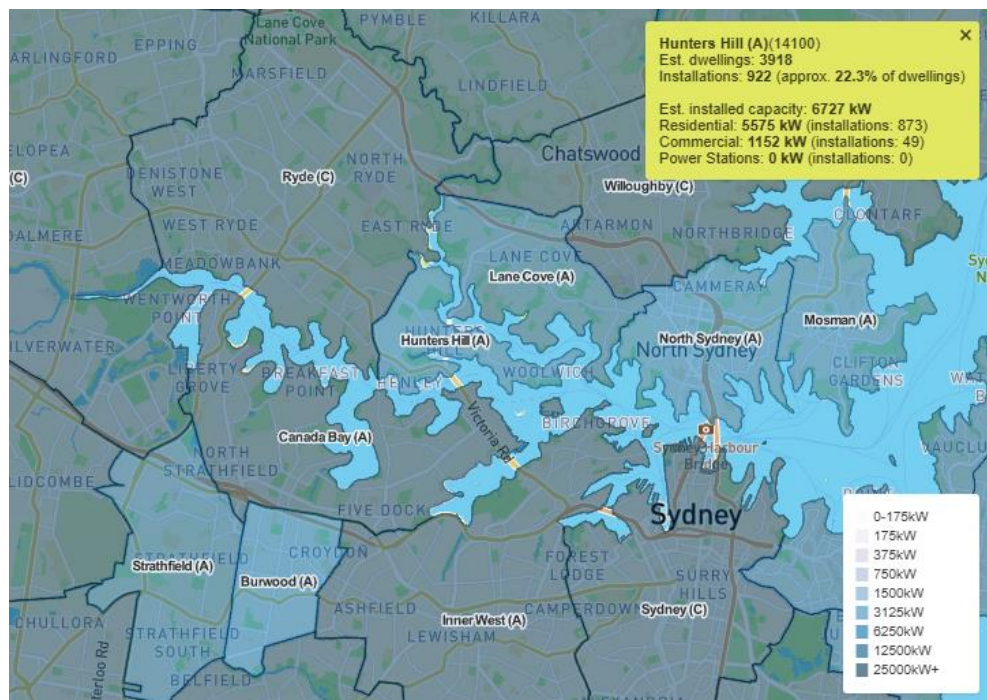 Hunters Hill (A)(14100)
Est. dwellings: 3918
Installations: 922 (approx. 22.3% of dwellings)
Est. installed capacity: 6727 kW
Residential: 5575 kW (installations: 873)
Commercial: 1152 kW (installations: 49)
Power Stations: 0 kW (installations: 0)
×
Lane Cove
National Park
PYMBLE
KILLARA
EPPING
ARLINGFORD
MARSFIELD
LINDFIELD
ELOPEA
(C)
DENISTONE
WEST
Ryde (C)
NORTH
RYDE
Chatswood
Willoughby (C)
WEST RYDE
EAST RYDE
ARTARMON
NORTHBRIDGE
CLONTARF
DALMERE
MEADOWBANK
LANE COVE
Lane Cove (A)
CAMMERAY
WENTWORTH
POINT
Mosman (A)
HUNTERS
HILL
Hunters Hill (A)
North Sydney (A)
North Sydney
ILVERWATER
LIBERTY
GROVE
BREAKFAST
POINT
HENLEY
WOOLWICH
CLIFTON
GARDENS
Victoria Rd
BIRCHGROVE
Canada Bay (A)
Sydney Harbour
Bridge
VAUCLU
NORTH
STRATHFIELD
LIDCOMBE
FIVE DOCK
Sydney
STRATHFIELD
Strathfield (A)
CROYDON
Burwood (A)
FOREST
LODGE
SURRY
HILLS
CHULLORA
ASHFIELD
Inner West (A)
LEWISHAM
CAMPERDOWN
Sydney (C)
STRATHFIELD
SOUTH
BELFIELD
terloo Rd
ALEXANDRIA
0-175kW
175kW
375kW
750kW
1500kW
3125kW
6250kW
12500kW
25000kW+